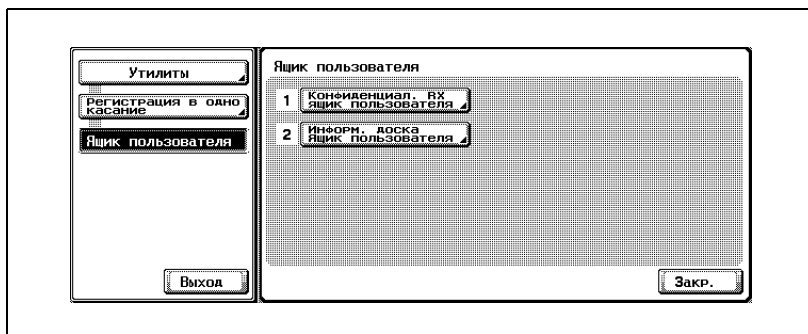 Утилиты
Регистрация в одно
касание
Ящик пользователя
Выход
Ящик пользователя
1 Конфиденциал. RX
ящик пользователя
2 Информ. доска
Ящик пользователя
Закр.